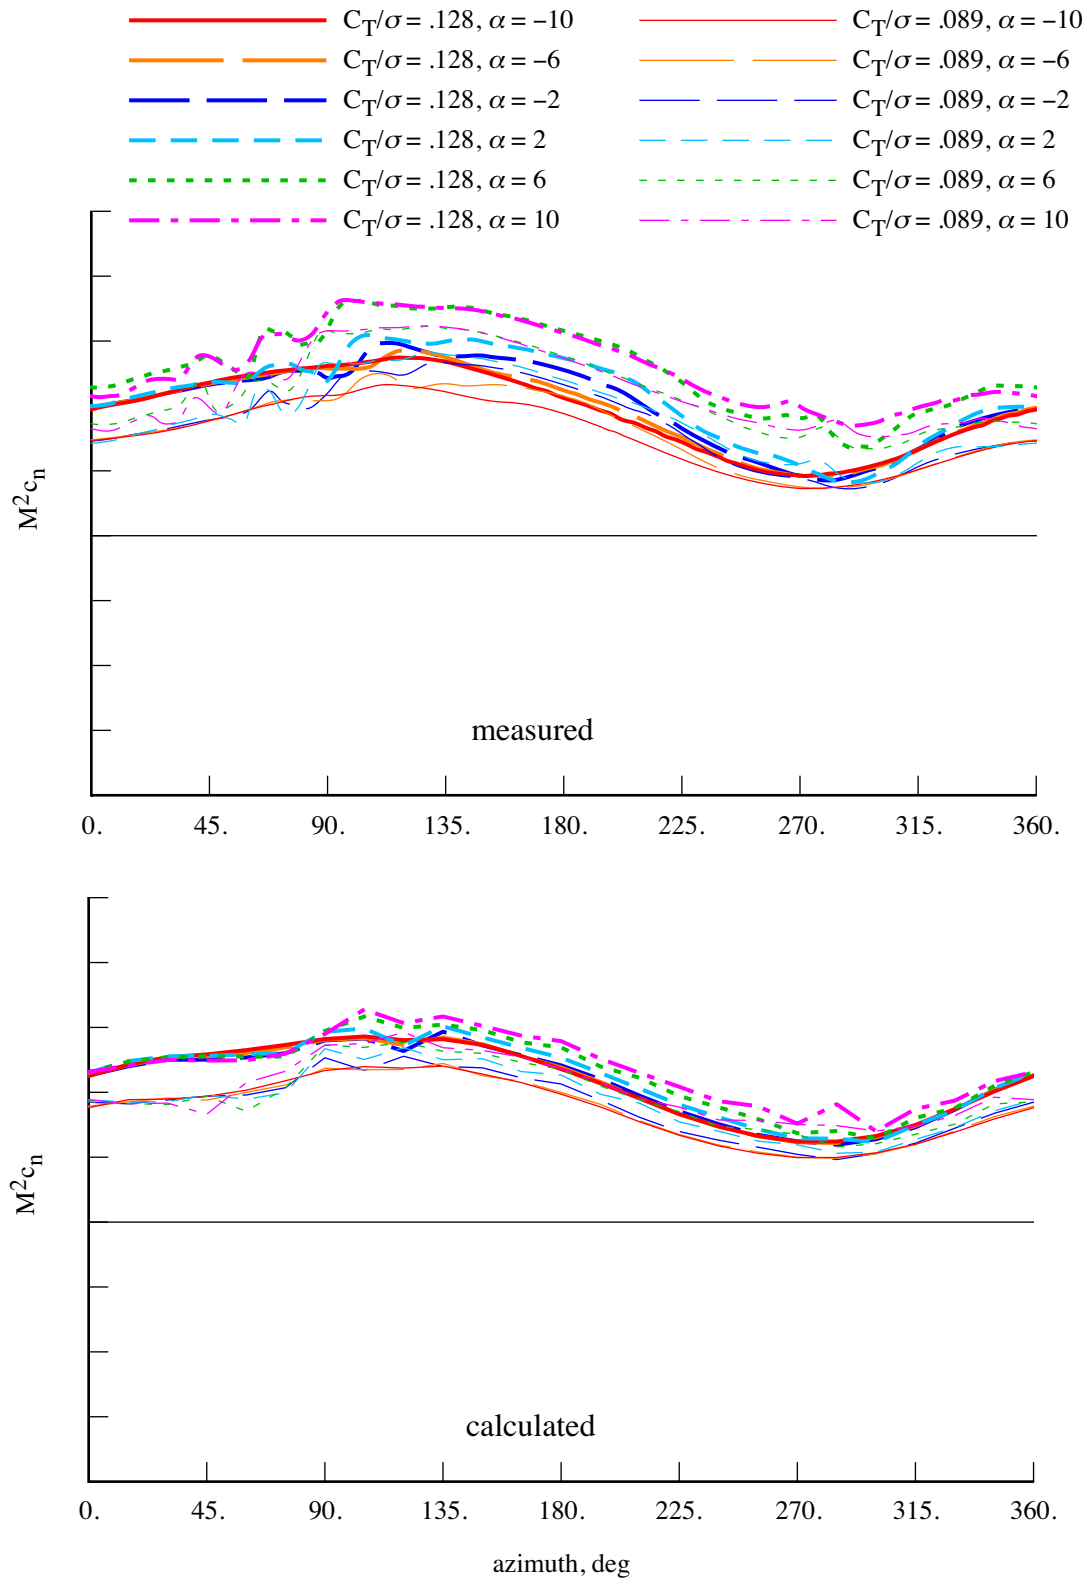 C_T/σ = .128, α = −10 C_T/σ = .089, α = −10
C_T/σ = .128, α = −6 C_T/σ = .089, α = −6
C_T/σ = .128, α = −2 C_T/σ = .089, α = −2
C_T/σ = .128, α = 2 C_T/σ = .089, α = 2
C_T/σ = .128, α = 6 C_T/σ = .089, α = 6
C_T/σ = .128, α = 10 C_T/σ = .089, α = 10
M²c_n
measured
0. 45. 90. 135. 180. 225. 270. 315. 360.
M²c_n
calculated
0. 45. 90. 135. 180. 225. 270. 315. 360.
azimuth, deg